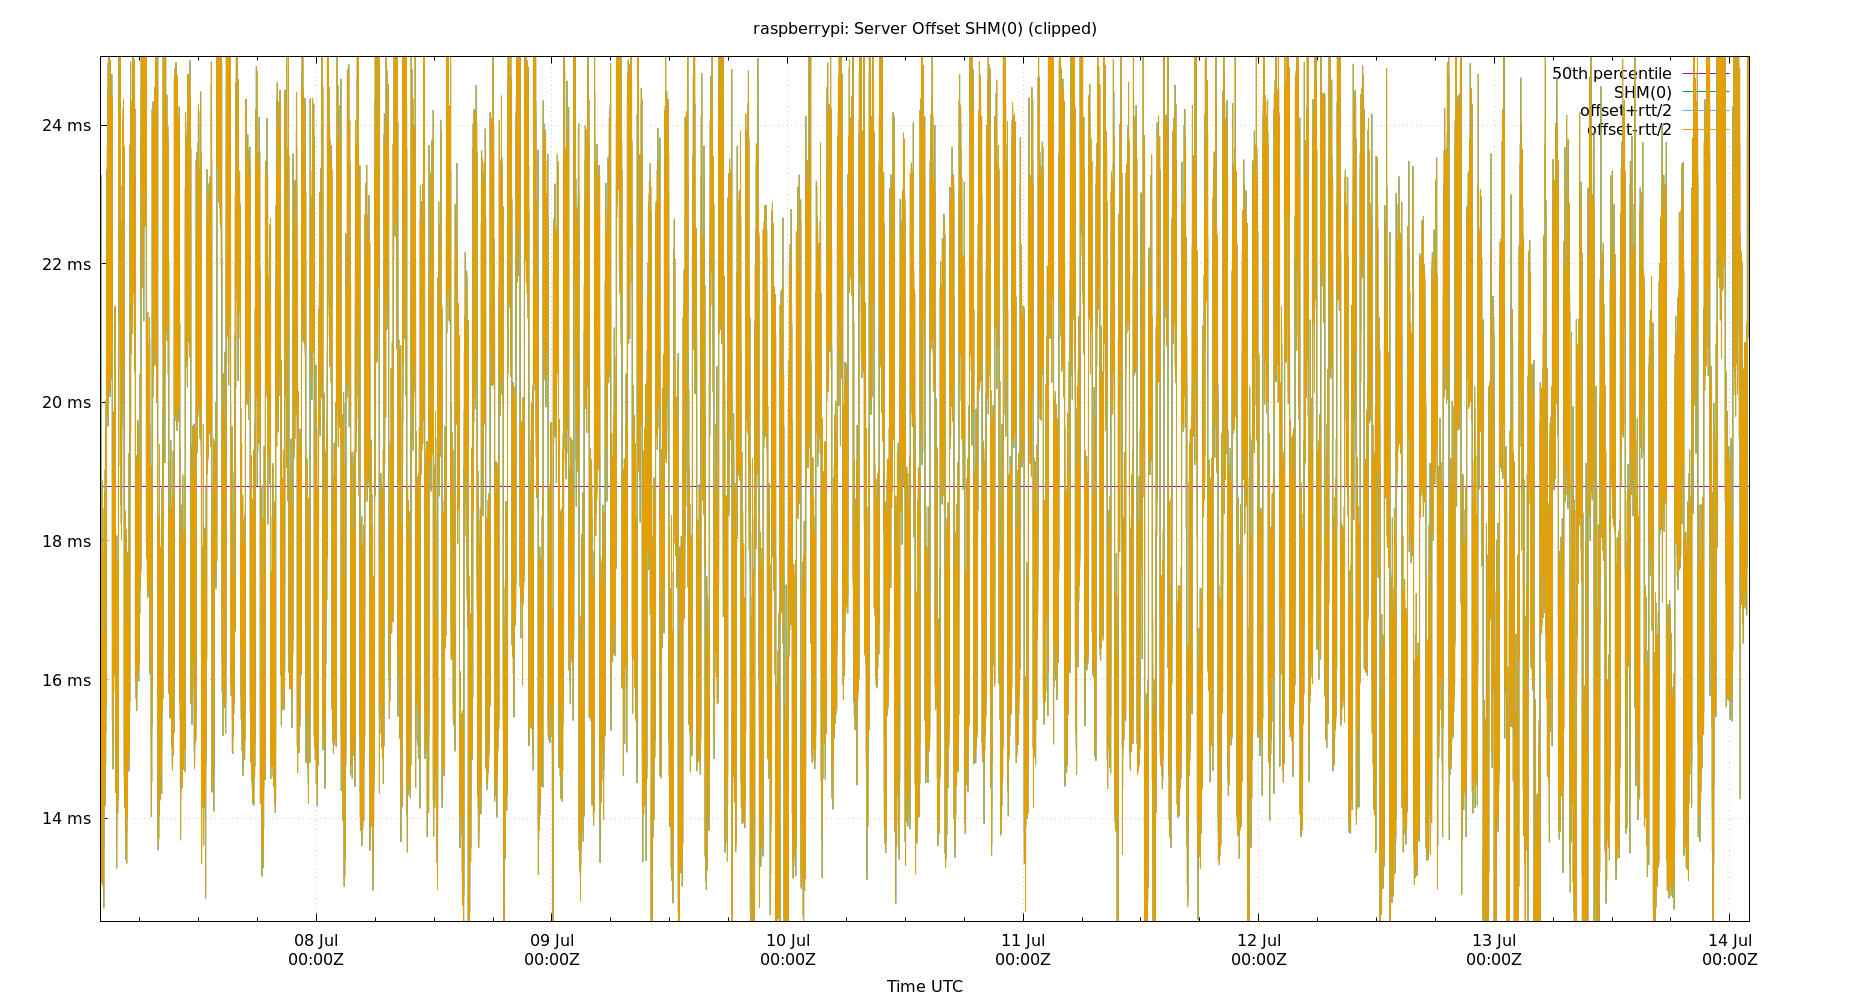 raspberrypi: Server Offset SHM(0) (clipped)
50th percentile
SHM(0)
offset+rtt/2
offset-rtt/2
24 ms
22 ms
20 ms
18 ms
16 ms
14 ms
08 Jul 09 Jul 10 Jul 11 Jul 12 Jul 13 Jul 14 Jul
00:00Z 00:00Z 00:00Z 00:00Z 00:00Z 00:00Z 00:00Z
Time UTC